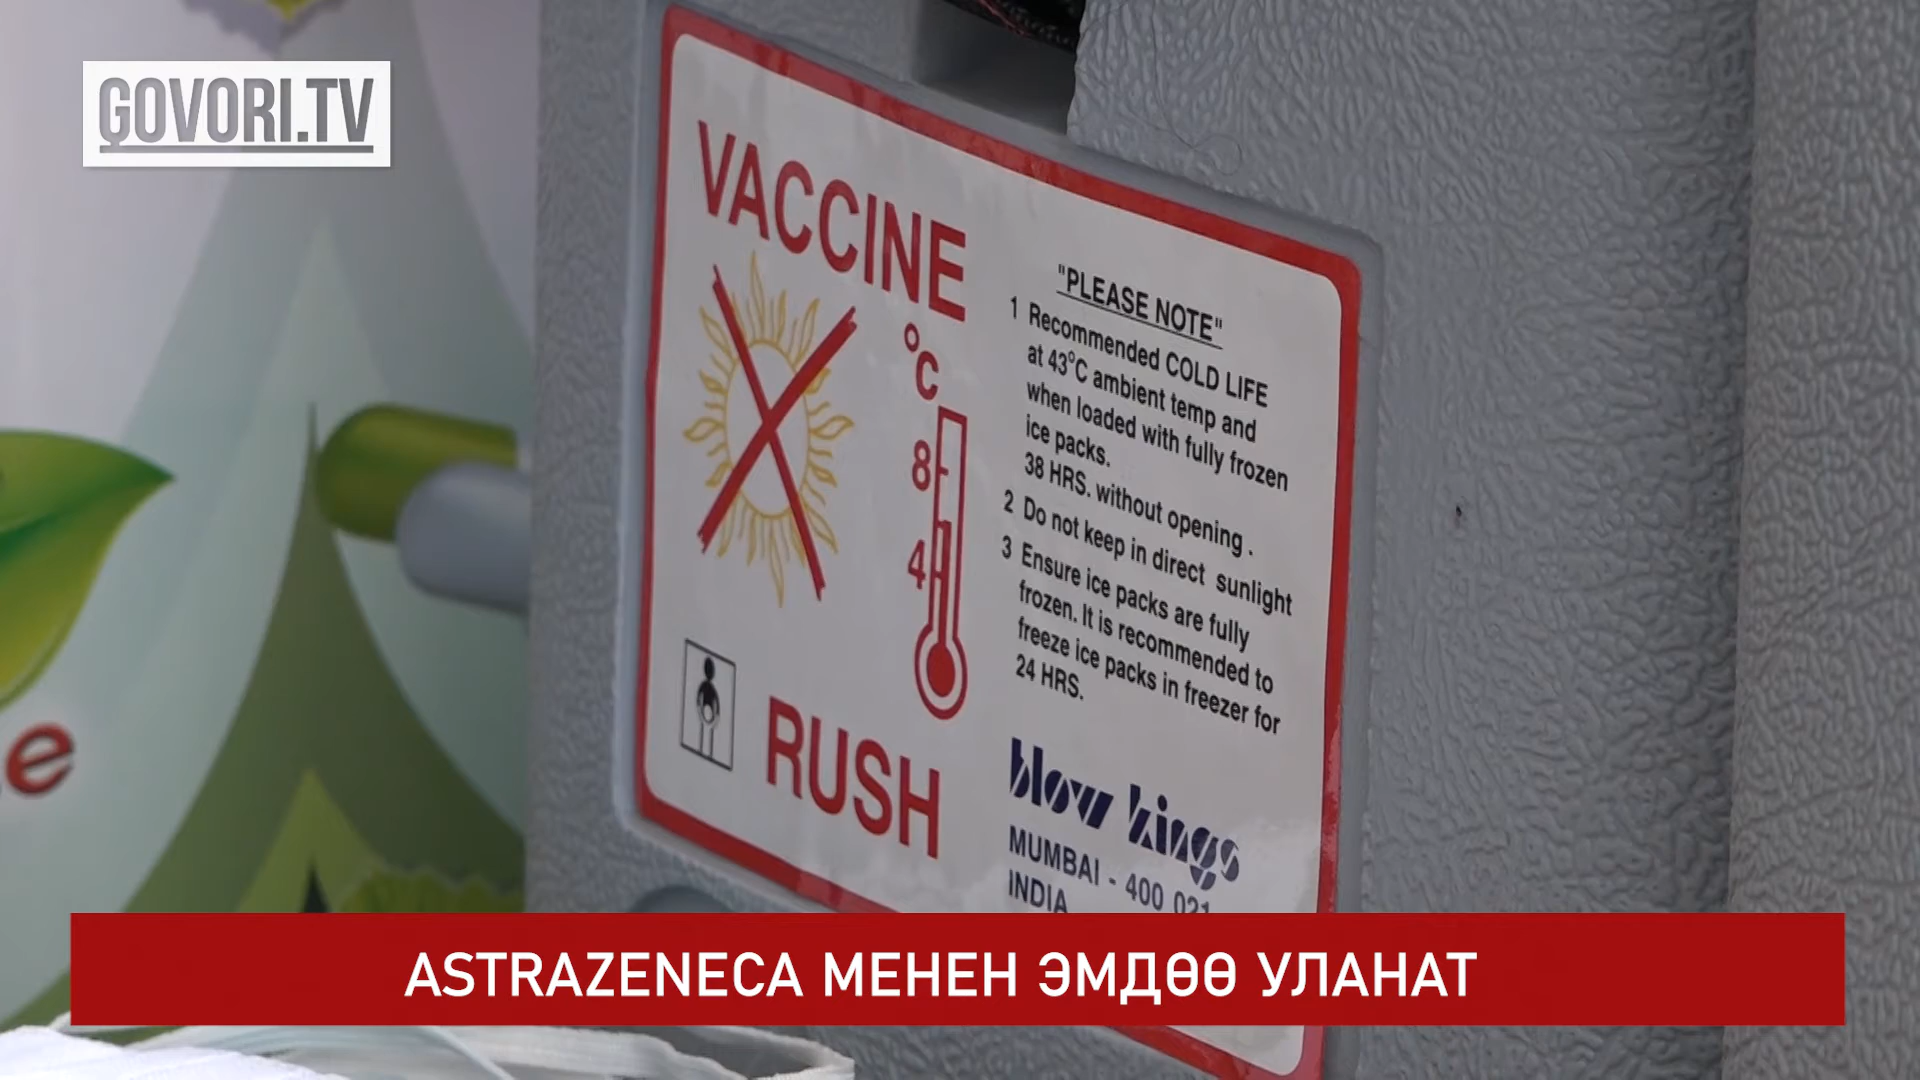 GOVORI.TV
VACCINE
°C
8
4
RUSH
"PLEASE NOTE"
1 Recommended COLD LIFE
at 43°C ambient temp and
when loaded with fully frozen
ice packs.
38 HRS. without opening .
2 Do not keep in direct sunlight
3 Ensure ice packs are fully
frozen. It is recommended to
freeze ice packs in freezer for
24 HRS.
blow kings
MUMBAI - 400 021
INDIA
e
ASTRAZENECA МЕНЕН ЭМДӨӨ УЛАНАТ